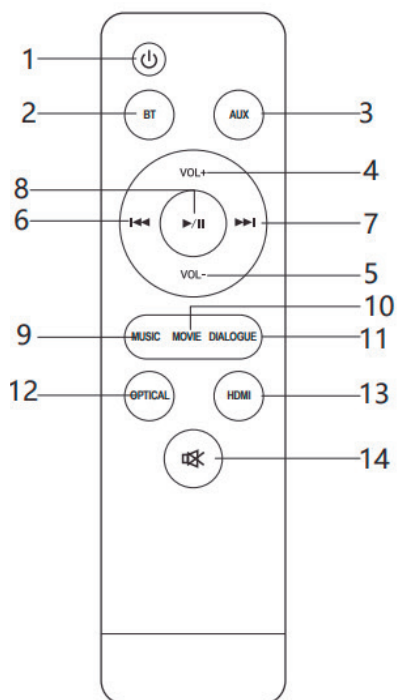 1
2 BT AUX 3
VOL+ 4
8
6 7
VOL- 5
10
9 MUSIC MOVIE DIALOGUE 11
12 OPTICAL HDMI 13
14